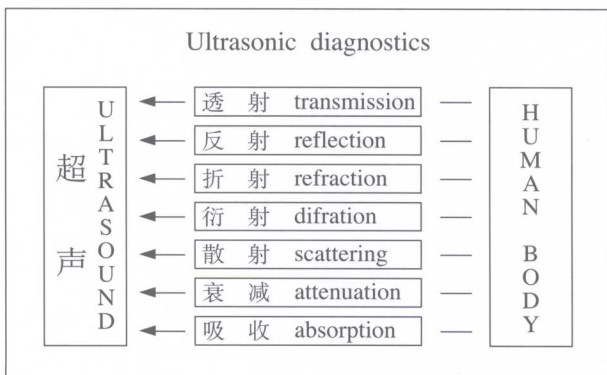 Ultrasonic diagnostics
超声
ULTRASOUND
透射 transmission
反射 reflection
折射 refraction
衍射 difration
散射 scattering
衰减 attenuation
吸收 absorption
HUMAN BODY